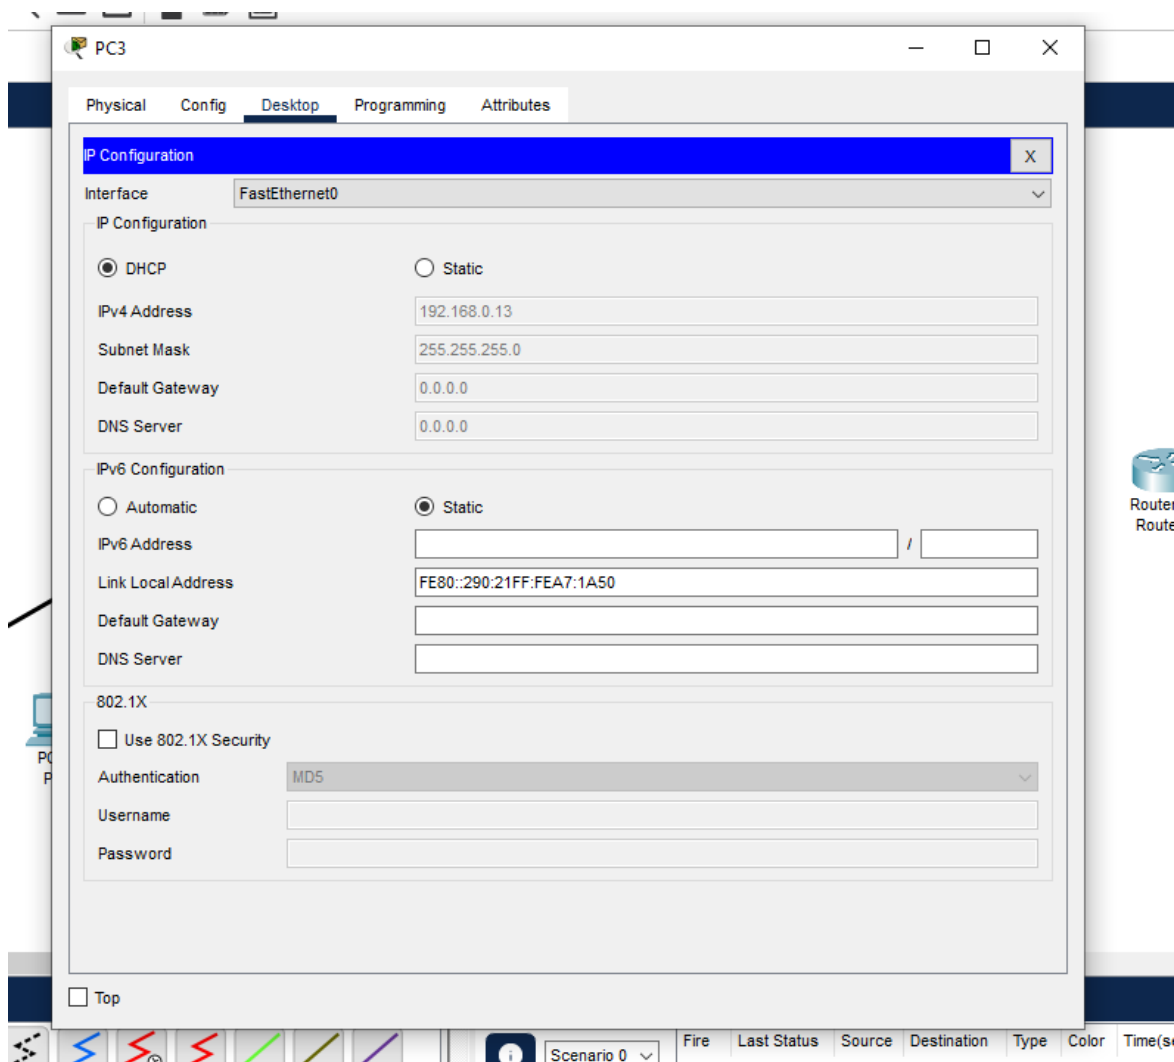 PC3
Physical Config Desktop Programming Attributes
IP Configuration X
Interface FastEthernet0
IP Configuration
DHCP Static
IPv4 Address 192.168.0.13
Subnet Mask 255.255.255.0
Default Gateway 0.0.0.0
DNS Server 0.0.0.0
IPv6 Configuration
Automatic Static
IPv6 Address /
Link Local Address FE80::290:21FF:FEA7:1A50
Default Gateway
DNS Server
802.1X
Use 802.1X Security
Authentication MD5
Username
Password
Top
Router
Route
PC
P
Scenario 0
Fire Last Status Source Destination Type Color Time(s